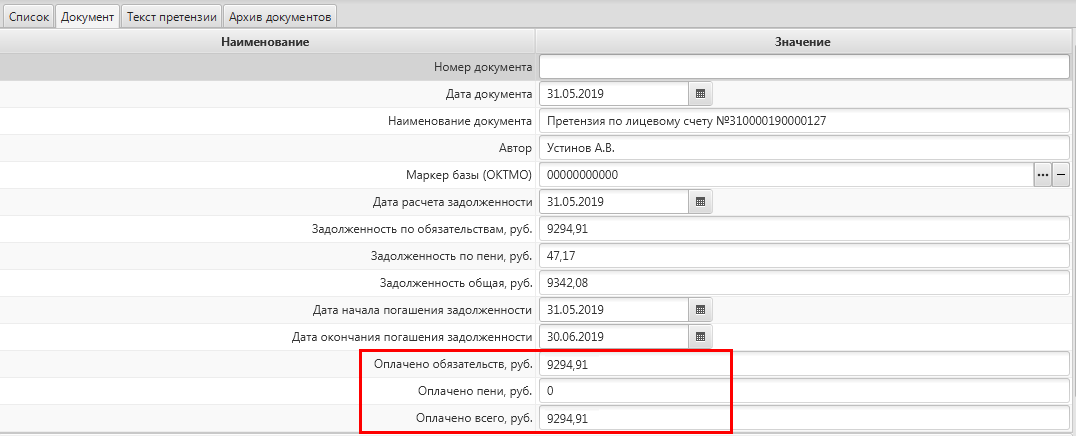 Список Документ Текст претензии Архив документов
Наименование Значение
Номер документа
Дата документа 31.05.2019
Наименование документа Претензия по лицевому счету №310000190000127
Автор Устинов А.В.
Маркер базы (ОКТМО) 00000000000
Дата расчета задолженности 31.05.2019
Задолженность по обязательствам, руб. 9294,91
Задолженность по пени, руб. 47,17
Задолженность общая, руб. 9342,08
Дата начала погашения задолженности 31.05.2019
Дата окончания погашения задолженности 30.06.2019
Оплачено обязательств, руб. 9294,91
Оплачено пени, руб. 0
Оплачено всего, руб. 9294,91